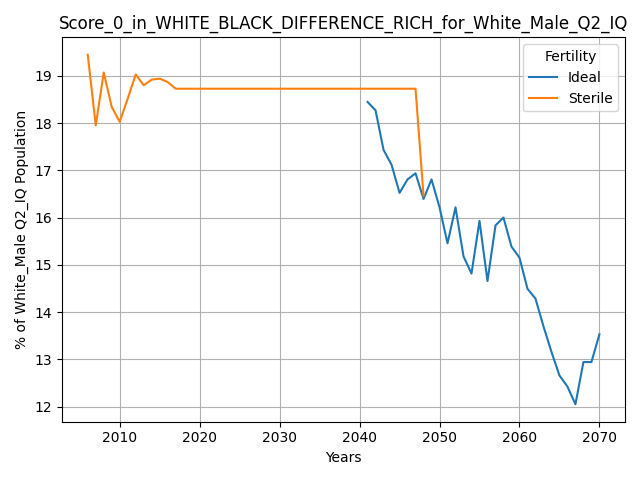 Score_0_in_WHITE_BLACK_DIFFERENCE_RICH_for_White_Male_Q2_IQ
Fertility
Ideal
Sterile
% of White_Male Q2_IQ Population
19
18
17
16
15
14
13
12
2010 2020 2030 2040 2050 2060 2070
Years